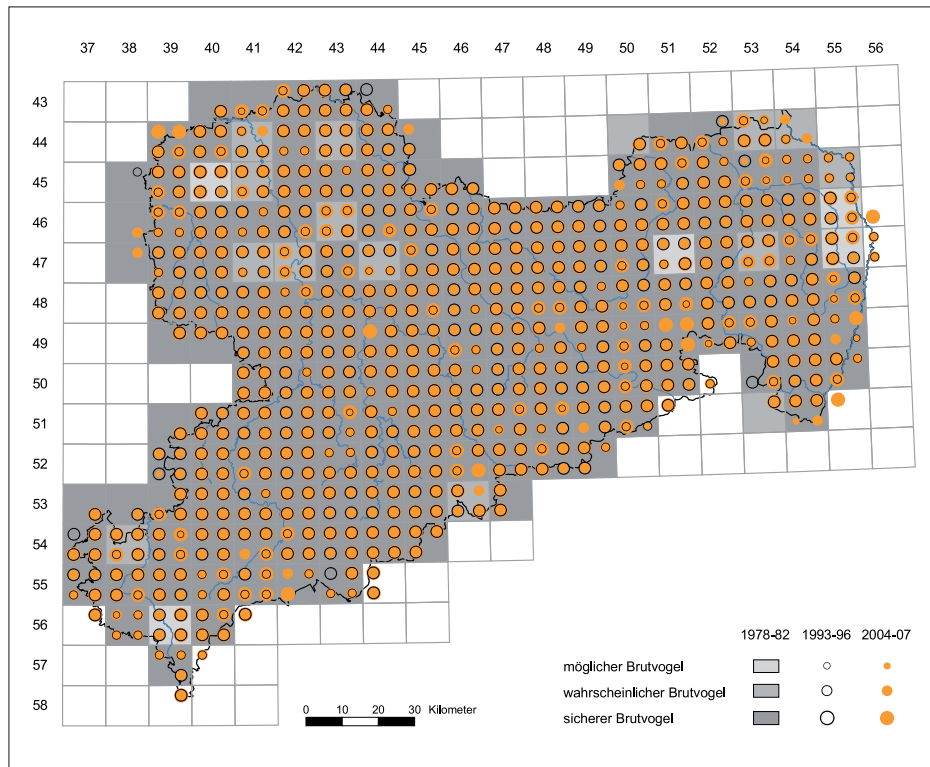 37 38 39 40 41 42 43 44 45 46 47 48 49 50 51 52 53 54 55 56
43
44
45
46
47
48
49
50
51
52
53
54
55
56
57
58
1978-82 1993-96 2004-07
möglicher Brutvogel
wahrscheinlicher Brutvogel
sicherer Brutvogel
0 10 20 30 Kilometer